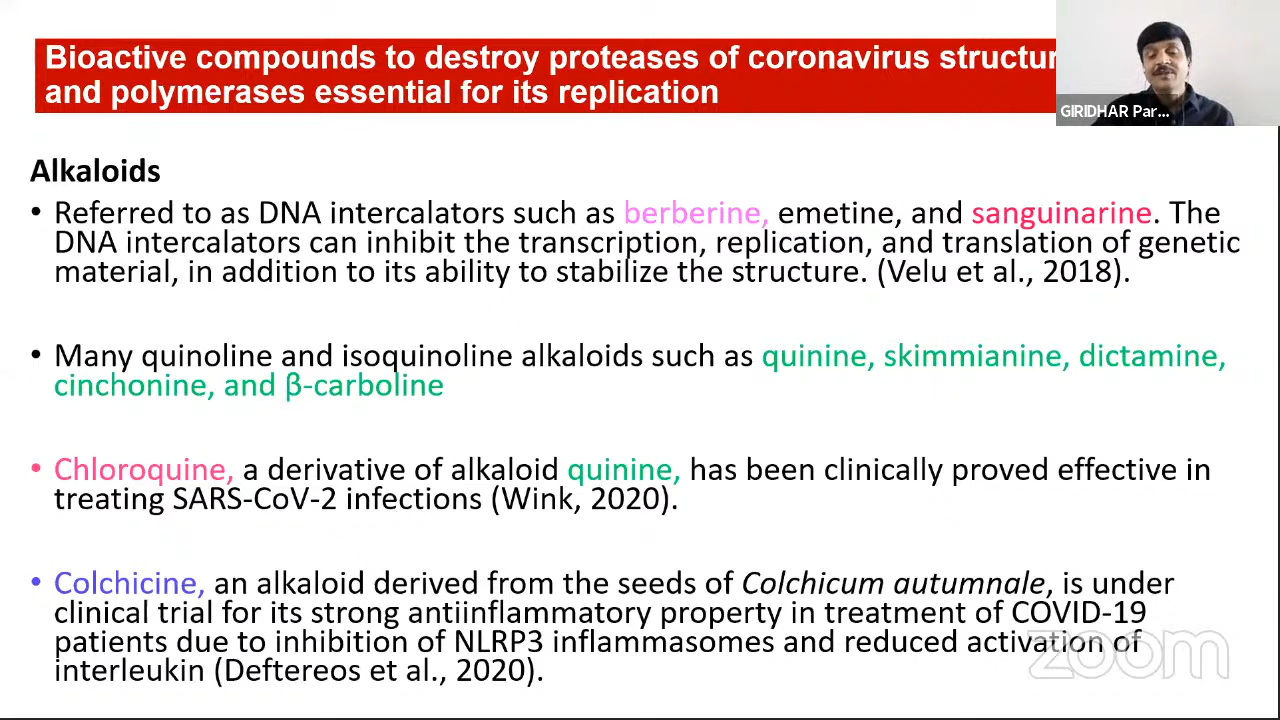 Bioactive compounds to destroy proteases of coronavirus
and polymerases essential for its replication
GIRIDHAR Par...
Alkaloids
• Referred to as DNA intercalators such as berberine, emetine, and sanguinarine. The
DNA intercalators can inhibit the transcription, replication, and translation of genetic
material, in addition to its ability to stabilize the structure. (Velu et al., 2018).
• Many quinoline and isoquinoline alkaloids such as quinine, skimmianine, dictamine,
cinchonine, and β-carboline
• Chloroquine, a derivative of alkaloid quinine, has been clinically proved effective in
treating SARS-CoV-2 infections (Wink, 2020).
• Colchicine, an alkaloid derived from the seeds of Colchicum autumnale, is under
clinical trial for its strong antiinflammatory property in treatment of COVID-19
patients due to inhibition of NLRP3 inflammasomes and reduced activation of
interleukin (Deftereos et al., 2020).
zoom